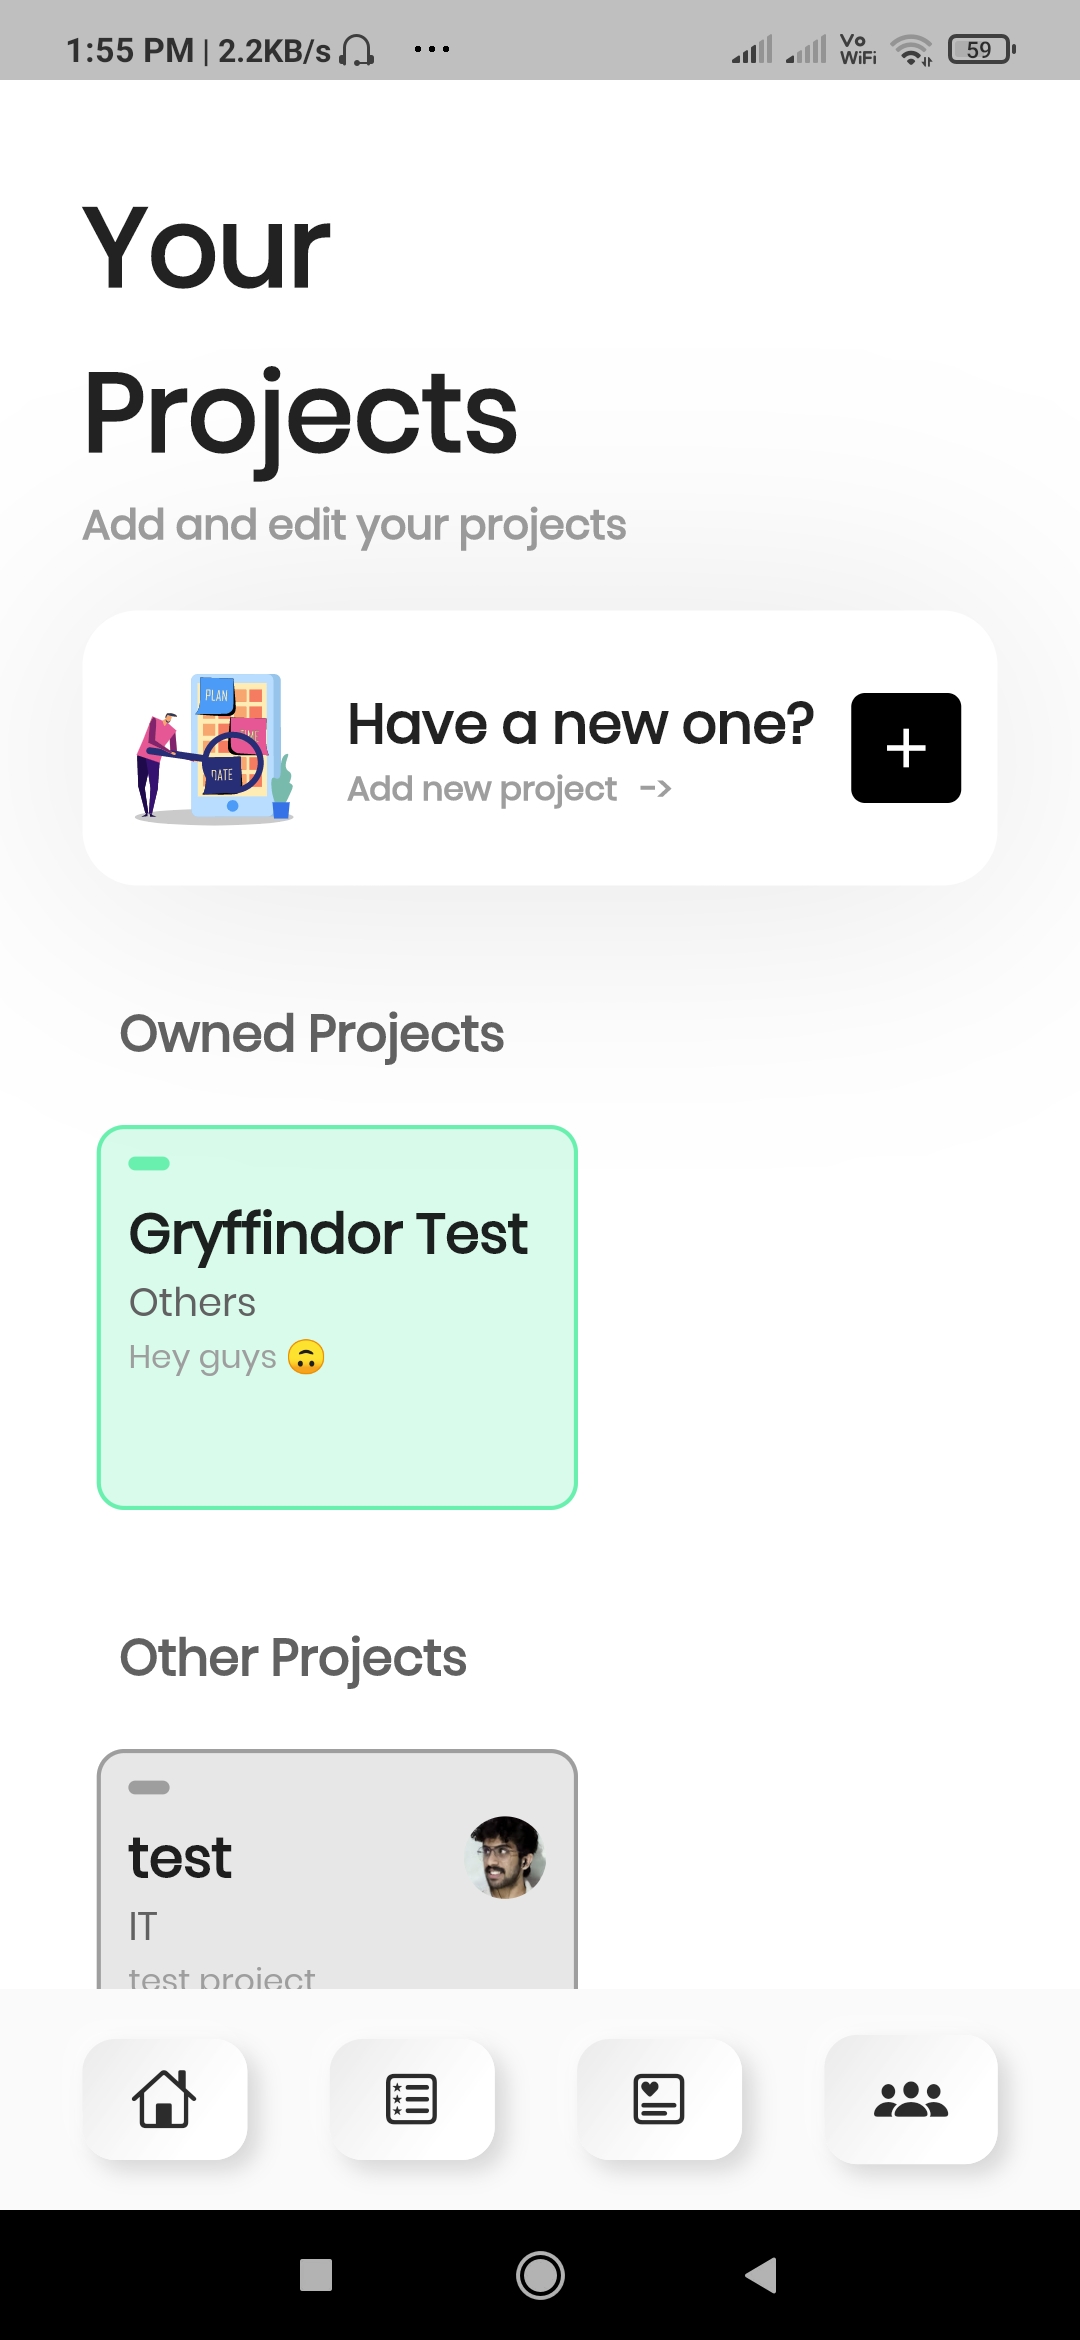 1:55 PM | 2.2KB/s ... Vo WiFi 59
Your
Projects
Add and edit your projects
PLAN
TIME
DATE
Have a new one?
Add new project ->
Owned Projects
Gryffindor Test
Others
Hey guys 🙃
Other Projects
test
IT
test project